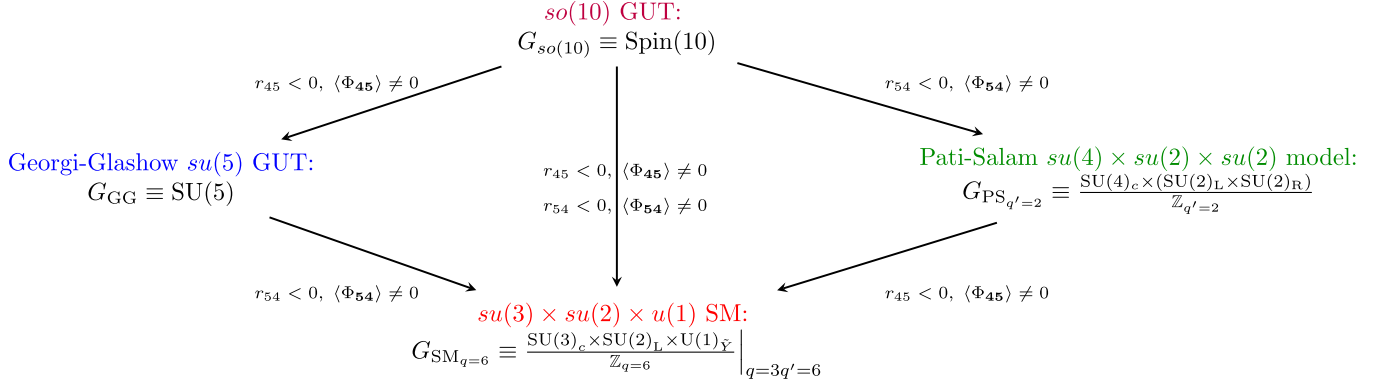 so(10) GUT:
G_{so(10)} ≡ Spin(10)
r_{45} < 0, ⟨Φ_{45}⟩ ≠ 0
r_{54} < 0, ⟨Φ_{54}⟩ ≠ 0
Georgi-Glashow su(5) GUT:
G_{GG} ≡ SU(5)
r_{45} < 0, ⟨Φ_{45}⟩ ≠ 0
r_{54} < 0, ⟨Φ_{54}⟩ ≠ 0
Pati-Salam su(4) × su(2) × su(2) model:
G_{PS_{q'=2}} ≡ \frac{SU(4)_c×(SU(2)_L×SU(2)_R)}{ℤ_{q'=2}}
r_{54} < 0, ⟨Φ_{54}⟩ ≠ 0
r_{45} < 0, ⟨Φ_{45}⟩ ≠ 0
su(3) × su(2) × u(1) SM:
G_{SM_{q=6}} ≡ \frac{SU(3)_c×SU(2)_L×U(1)_{\tilde{Y}}}{ℤ_{q=6}}|_{q=3q'=6}